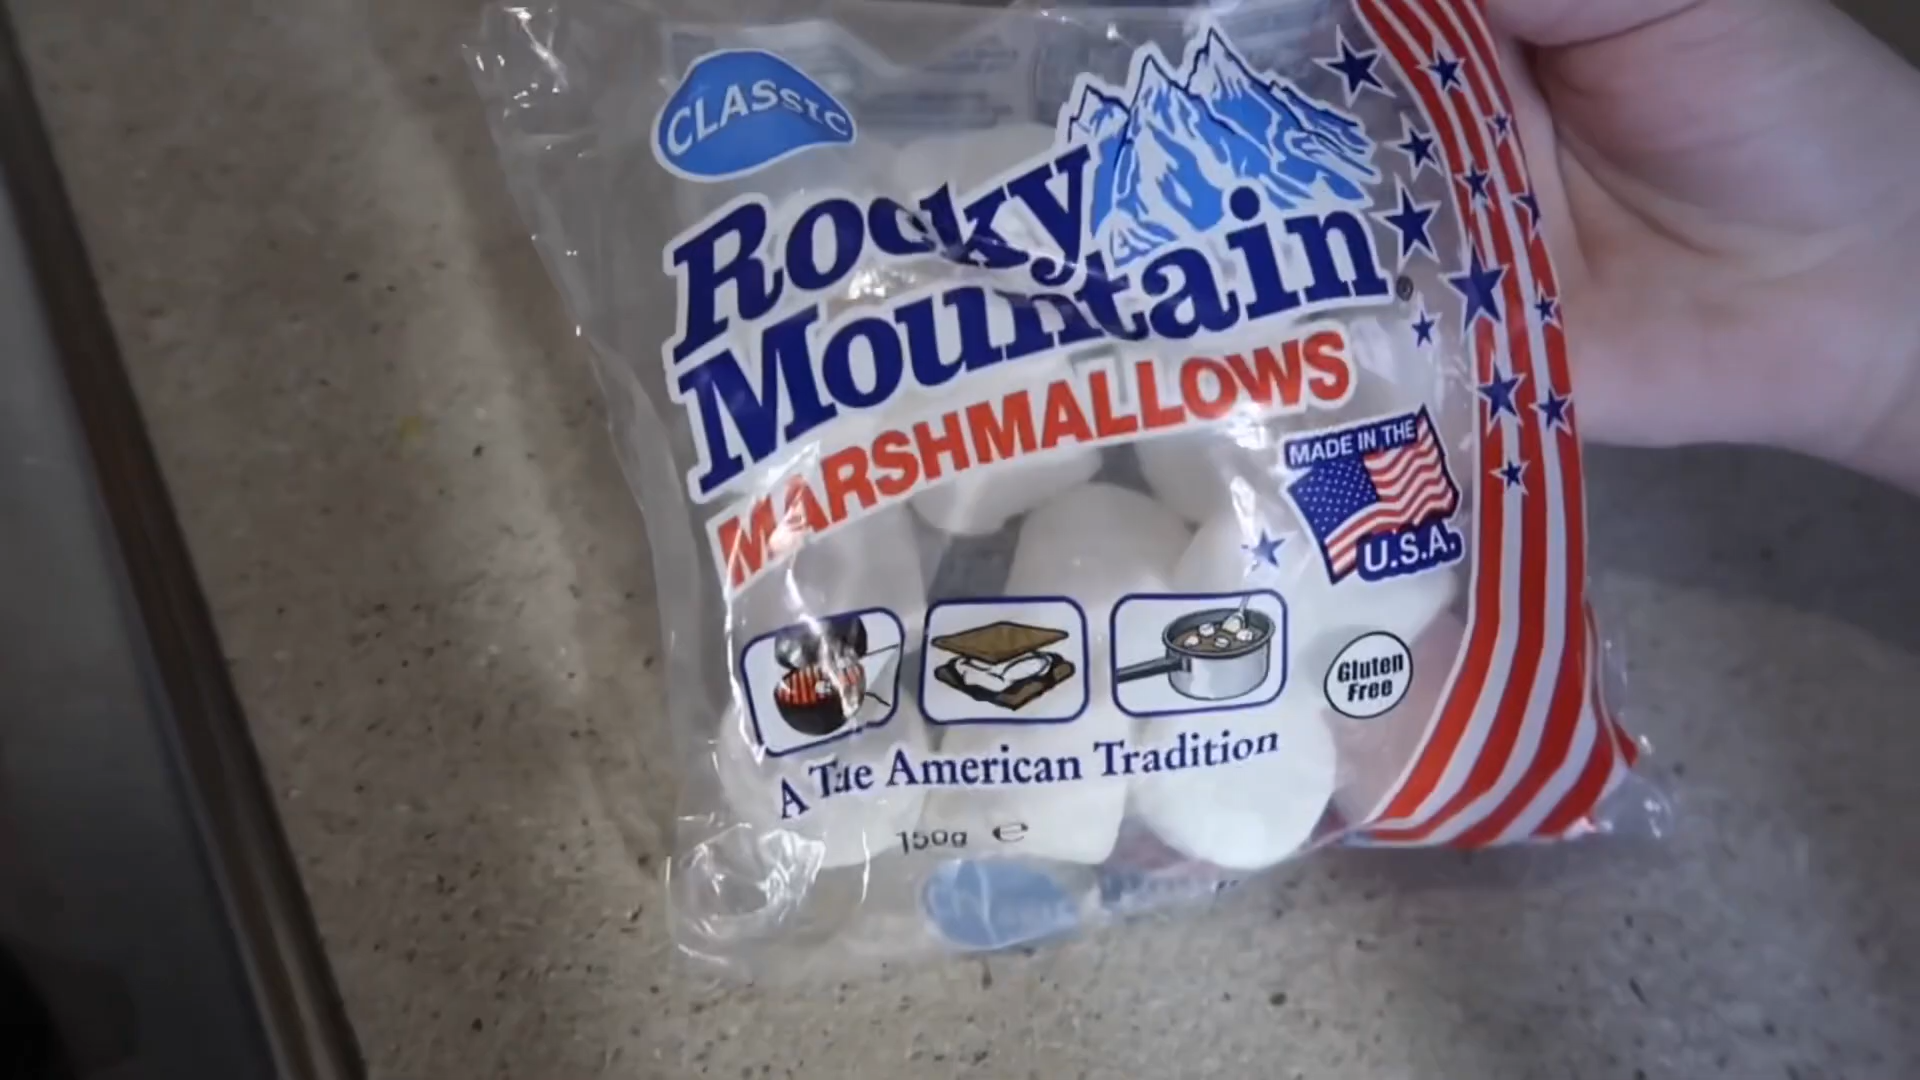 CLASSIC
Rocky
Mountain
MARSHMALLOWS
MADE IN THE
U.S.A.
Gluten
Free
A True American Tradition
150g ℮